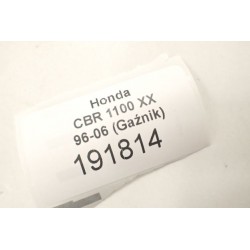 Honda
CBR 1100 XX
96-06 (Gaźnik)
191814